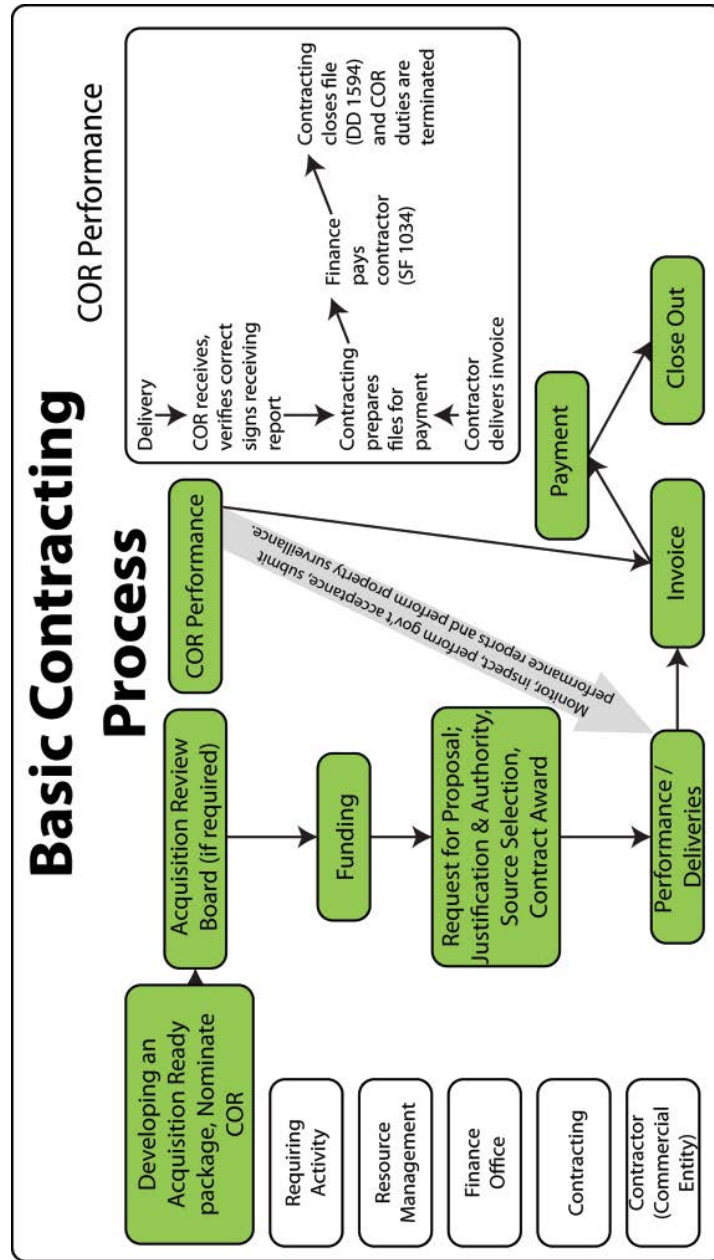 Basic Contracting
Process
Developing an
Acquisition Ready
package, Nominate
COR
Acquisition Review
Board (if required)
COR Performance
Requiring
Activity
Resource
Management
Finance
Office
Contracting
Contractor
(Commercial
Entity)
Funding
Request for Proposal;
Justification & Authority,
Source Selection,
Contract Award
Performance /
Deliveries
Monitor, inspect, perform gov't acceptance, submit
performance reports and perform property surveillance.
Invoice
Payment
Close Out
COR Performance
Delivery
COR receives,
verifies correct
signs receiving
report
Contracting
prepares
files for
payment
Contractor
delivers invoice
Finance
pays
contractor
(SF 1034)
Contracting
closes file
(DD 1594)
and COR
duties are
terminated